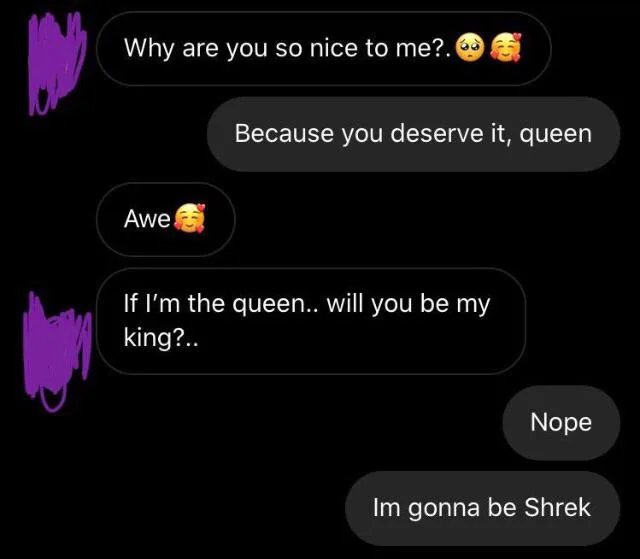 Why are you so nice to me?.🥺🥰
Because you deserve it, queen
Awe🥰
If I’m the queen.. will you be my
king?..
Nope
Im gonna be Shrek